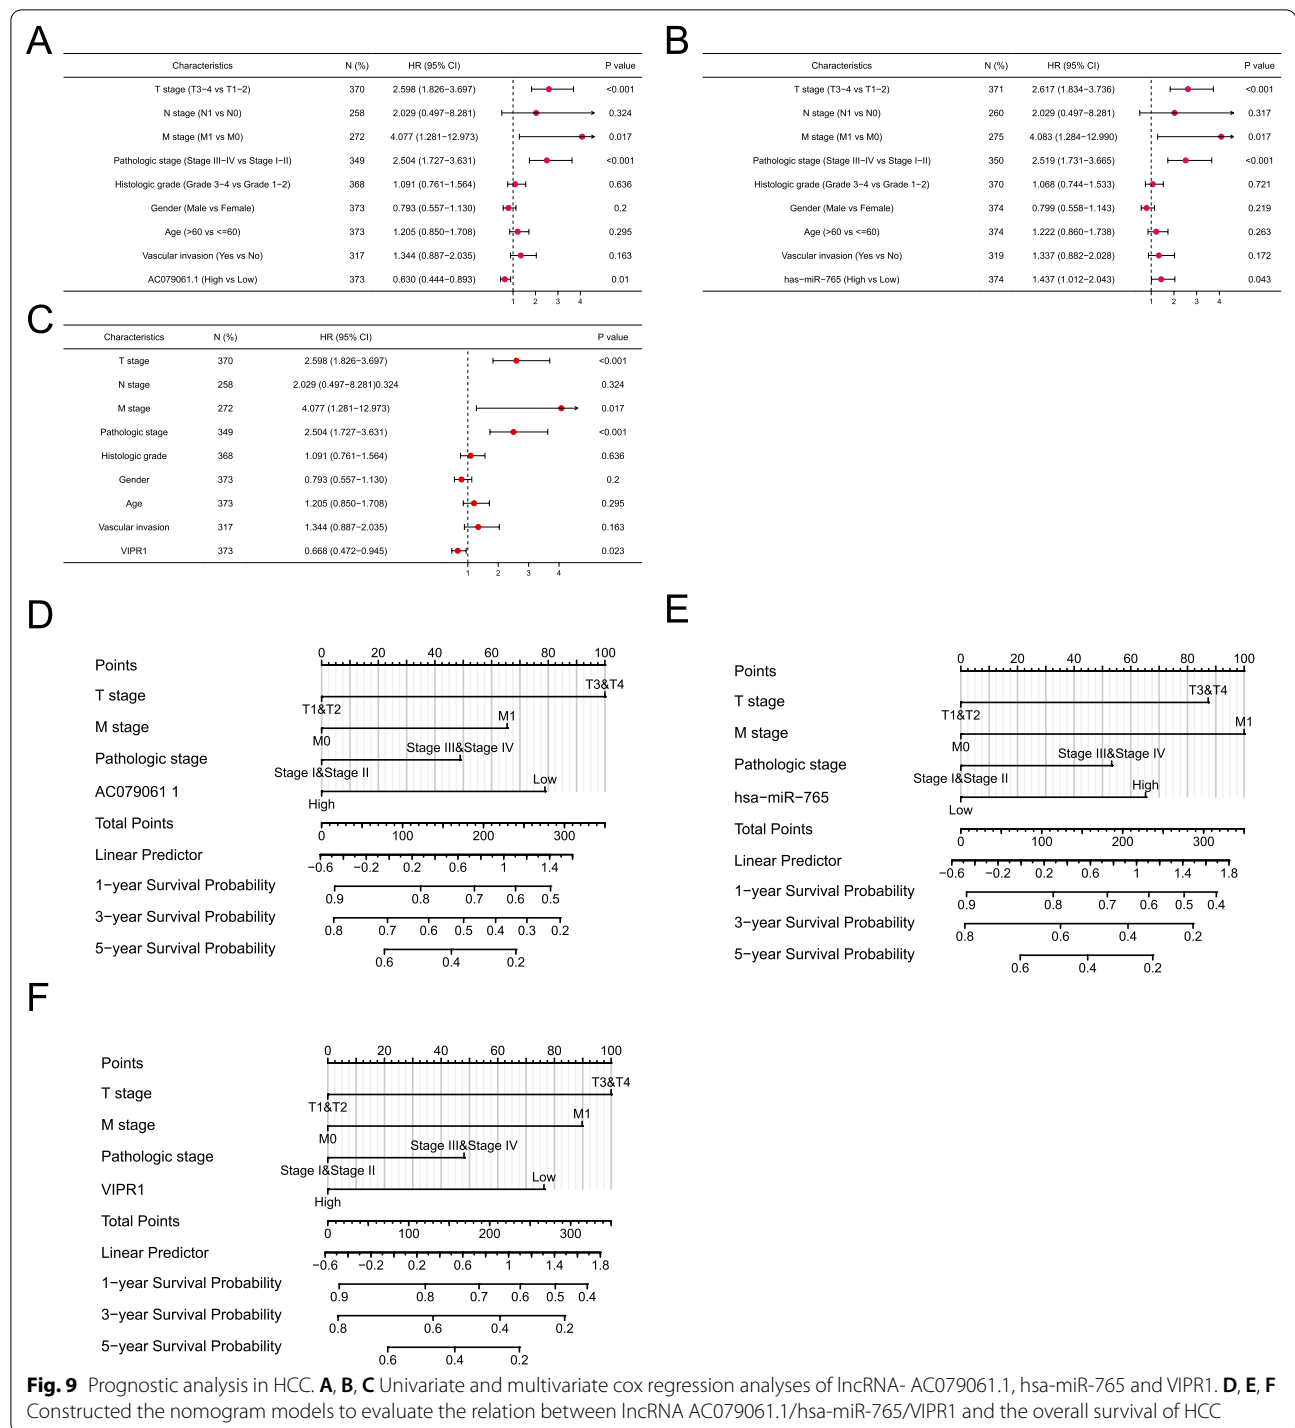 A
Characteristics N (%) HR (95% CI) P value
T stage (T3−4 vs T1−2) 370 2.598 (1.826−3.697) <0.001
N stage (N1 vs N0) 258 2.029 (0.497−8.281) 0.324
M stage (M1 vs M0) 272 4.077 (1.281−12.973) 0.017
Pathologic stage (Stage III−IV vs Stage I−II) 349 2.504 (1.727−3.631) <0.001
Histologic grade (Grade 3−4 vs Grade 1−2) 368 1.091 (0.761−1.564) 0.636
Gender (Male vs Female) 373 0.793 (0.557−1.130) 0.2
Age (>60 vs <=60) 373 1.205 (0.850−1.708) 0.295
Vascular invasion (Yes vs No) 317 1.344 (0.887−2.035) 0.163
AC079061.1 (High vs Low) 373 0.630 (0.444−0.893) 0.01
1 2 3 4
B
Characteristics N (%) HR (95% CI) P value
T stage (T3−4 vs T1−2) 371 2.617 (1.834−3.736) <0.001
N stage (N1 vs N0) 260 2.029 (0.497−8.281) 0.317
M stage (M1 vs M0) 275 4.083 (1.284−12.990) 0.017
Pathologic stage (Stage III−IV vs Stage I−II) 350 2.519 (1.731−3.665) <0.001
Histologic grade (Grade 3−4 vs Grade 1−2) 370 1.068 (0.744−1.533) 0.721
Gender (Male vs Female) 374 0.799 (0.558−1.143) 0.219
Age (>60 vs <=60) 374 1.222 (0.860−1.738) 0.263
Vascular invasion (Yes vs No) 319 1.337 (0.882−2.028) 0.172
has−miR−765 (High vs Low) 374 1.437 (1.012−2.043) 0.043
1 2 3 4
C
Characteristics N (%) HR (95% CI) P value
T stage 370 2.598 (1.826−3.697) <0.001
N stage 258 2.029 (0.497−8.281)0.324 0.324
M stage 272 4.077 (1.281−12.973) 0.017
Pathologic stage 349 2.504 (1.727−3.631) <0.001
Histologic grade 368 1.091 (0.761−1.564) 0.636
Gender 373 0.793 (0.557−1.130) 0.2
Age 373 1.205 (0.850−1.708) 0.295
Vascular invasion 317 1.344 (0.887−2.035) 0.163
VIPR1 373 0.668 (0.472−0.945) 0.023
1 2 3 4
D
0 20 40 60 80 100
Points
T3&T4
T stage
T1&T2
M1
M stage
M0
Stage III&Stage IV
Pathologic stage
Stage I&Stage II
Low
AC079061 1
High
Total Points
0 100 200 300
Linear Predictor
−0.6 −0.2 0.2 0.6 1 1.4
1−year Survival Probability
0.9 0.8 0.7 0.6 0.5
3−year Survival Probability
0.8 0.7 0.6 0.5 0.4 0.3 0.2
5−year Survival Probability
0.6 0.4 0.2
E
0 20 40 60 80 100
Points
T3&T4
T stage
T1&T2
M1
M stage
M0
Stage III&Stage IV
Pathologic stage
Stage I&Stage II
High
hsa−miR−765
Low
Total Points
0 100 200 300
Linear Predictor
−0.6 −0.2 0.2 0.6 1 1.4 1.8
1−year Survival Probability
0.9 0.8 0.7 0.6 0.5 0.4
3−year Survival Probability
0.8 0.6 0.4 0.2
5−year Survival Probability
0.6 0.4 0.2
F
0 20 40 60 80 100
Points
T3&T4
T stage
T1&T2
M1
M stage
M0
Stage III&Stage IV
Pathologic stage
Stage I&Stage II
Low
VIPR1
High
Total Points
0 100 200 300
Linear Predictor
−0.6 −0.2 0.2 0.6 1 1.4 1.8
1−year Survival Probability
0.9 0.8 0.7 0.6 0.5 0.4
3−year Survival Probability
0.8 0.6 0.4 0.2
5−year Survival Probability
0.6 0.4 0.2
Fig. 9 Prognostic analysis in HCC. A, B, C Univariate and multivariate cox regression analyses of lncRNA- AC079061.1, hsa-miR-765 and VIPR1. D, E, F
Constructed the nomogram models to evaluate the relation between lncRNA AC079061.1/hsa-miR-765/VIPR1 and the overall survival of HCC